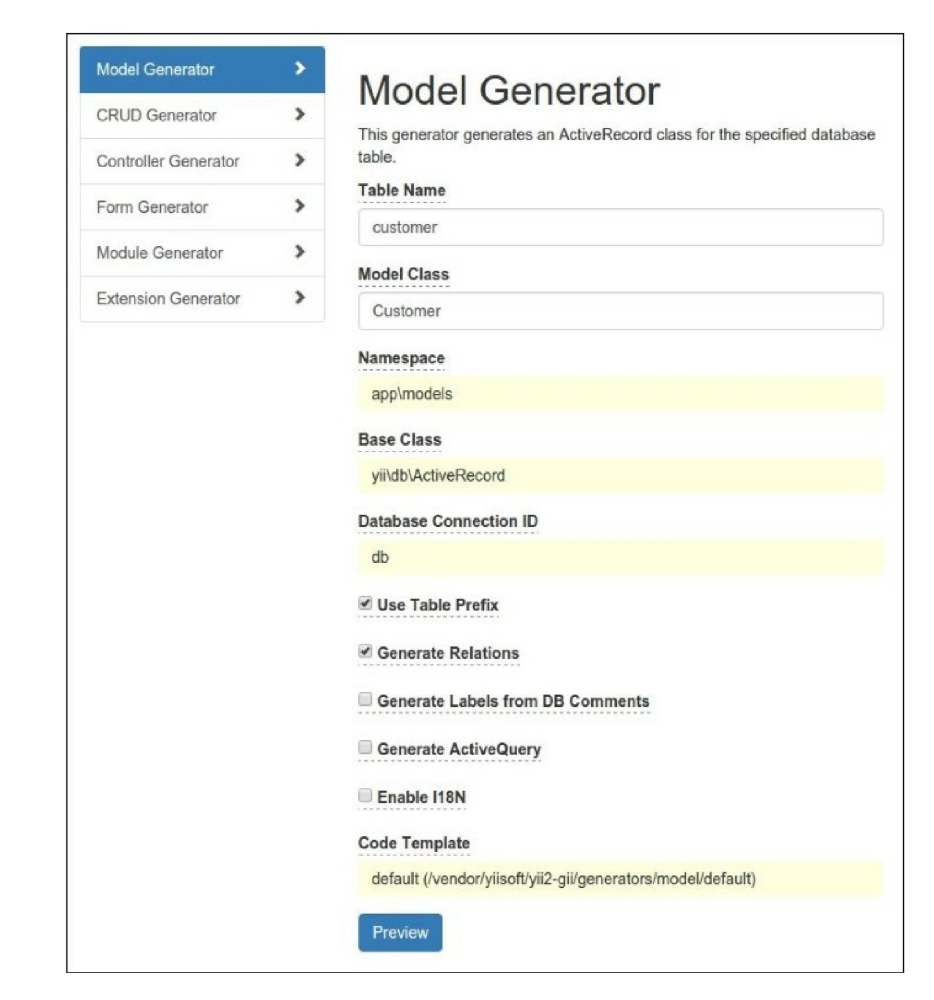 Model Generator
CRUD Generator
Controller Generator
Form Generator
Module Generator
Extension Generator
Model Generator
This generator generates an ActiveRecord class for the specified database
table.
Table Name
customer
Model Class
Customer
Namespace
app\models
Base Class
yii\db\ActiveRecord
Database Connection ID
db
Use Table Prefix
Generate Relations
Generate Labels from DB Comments
Generate ActiveQuery
Enable I18N
Code Template
default (/vendor/yiisoft/yii2-gii/generators/model/default)
Preview